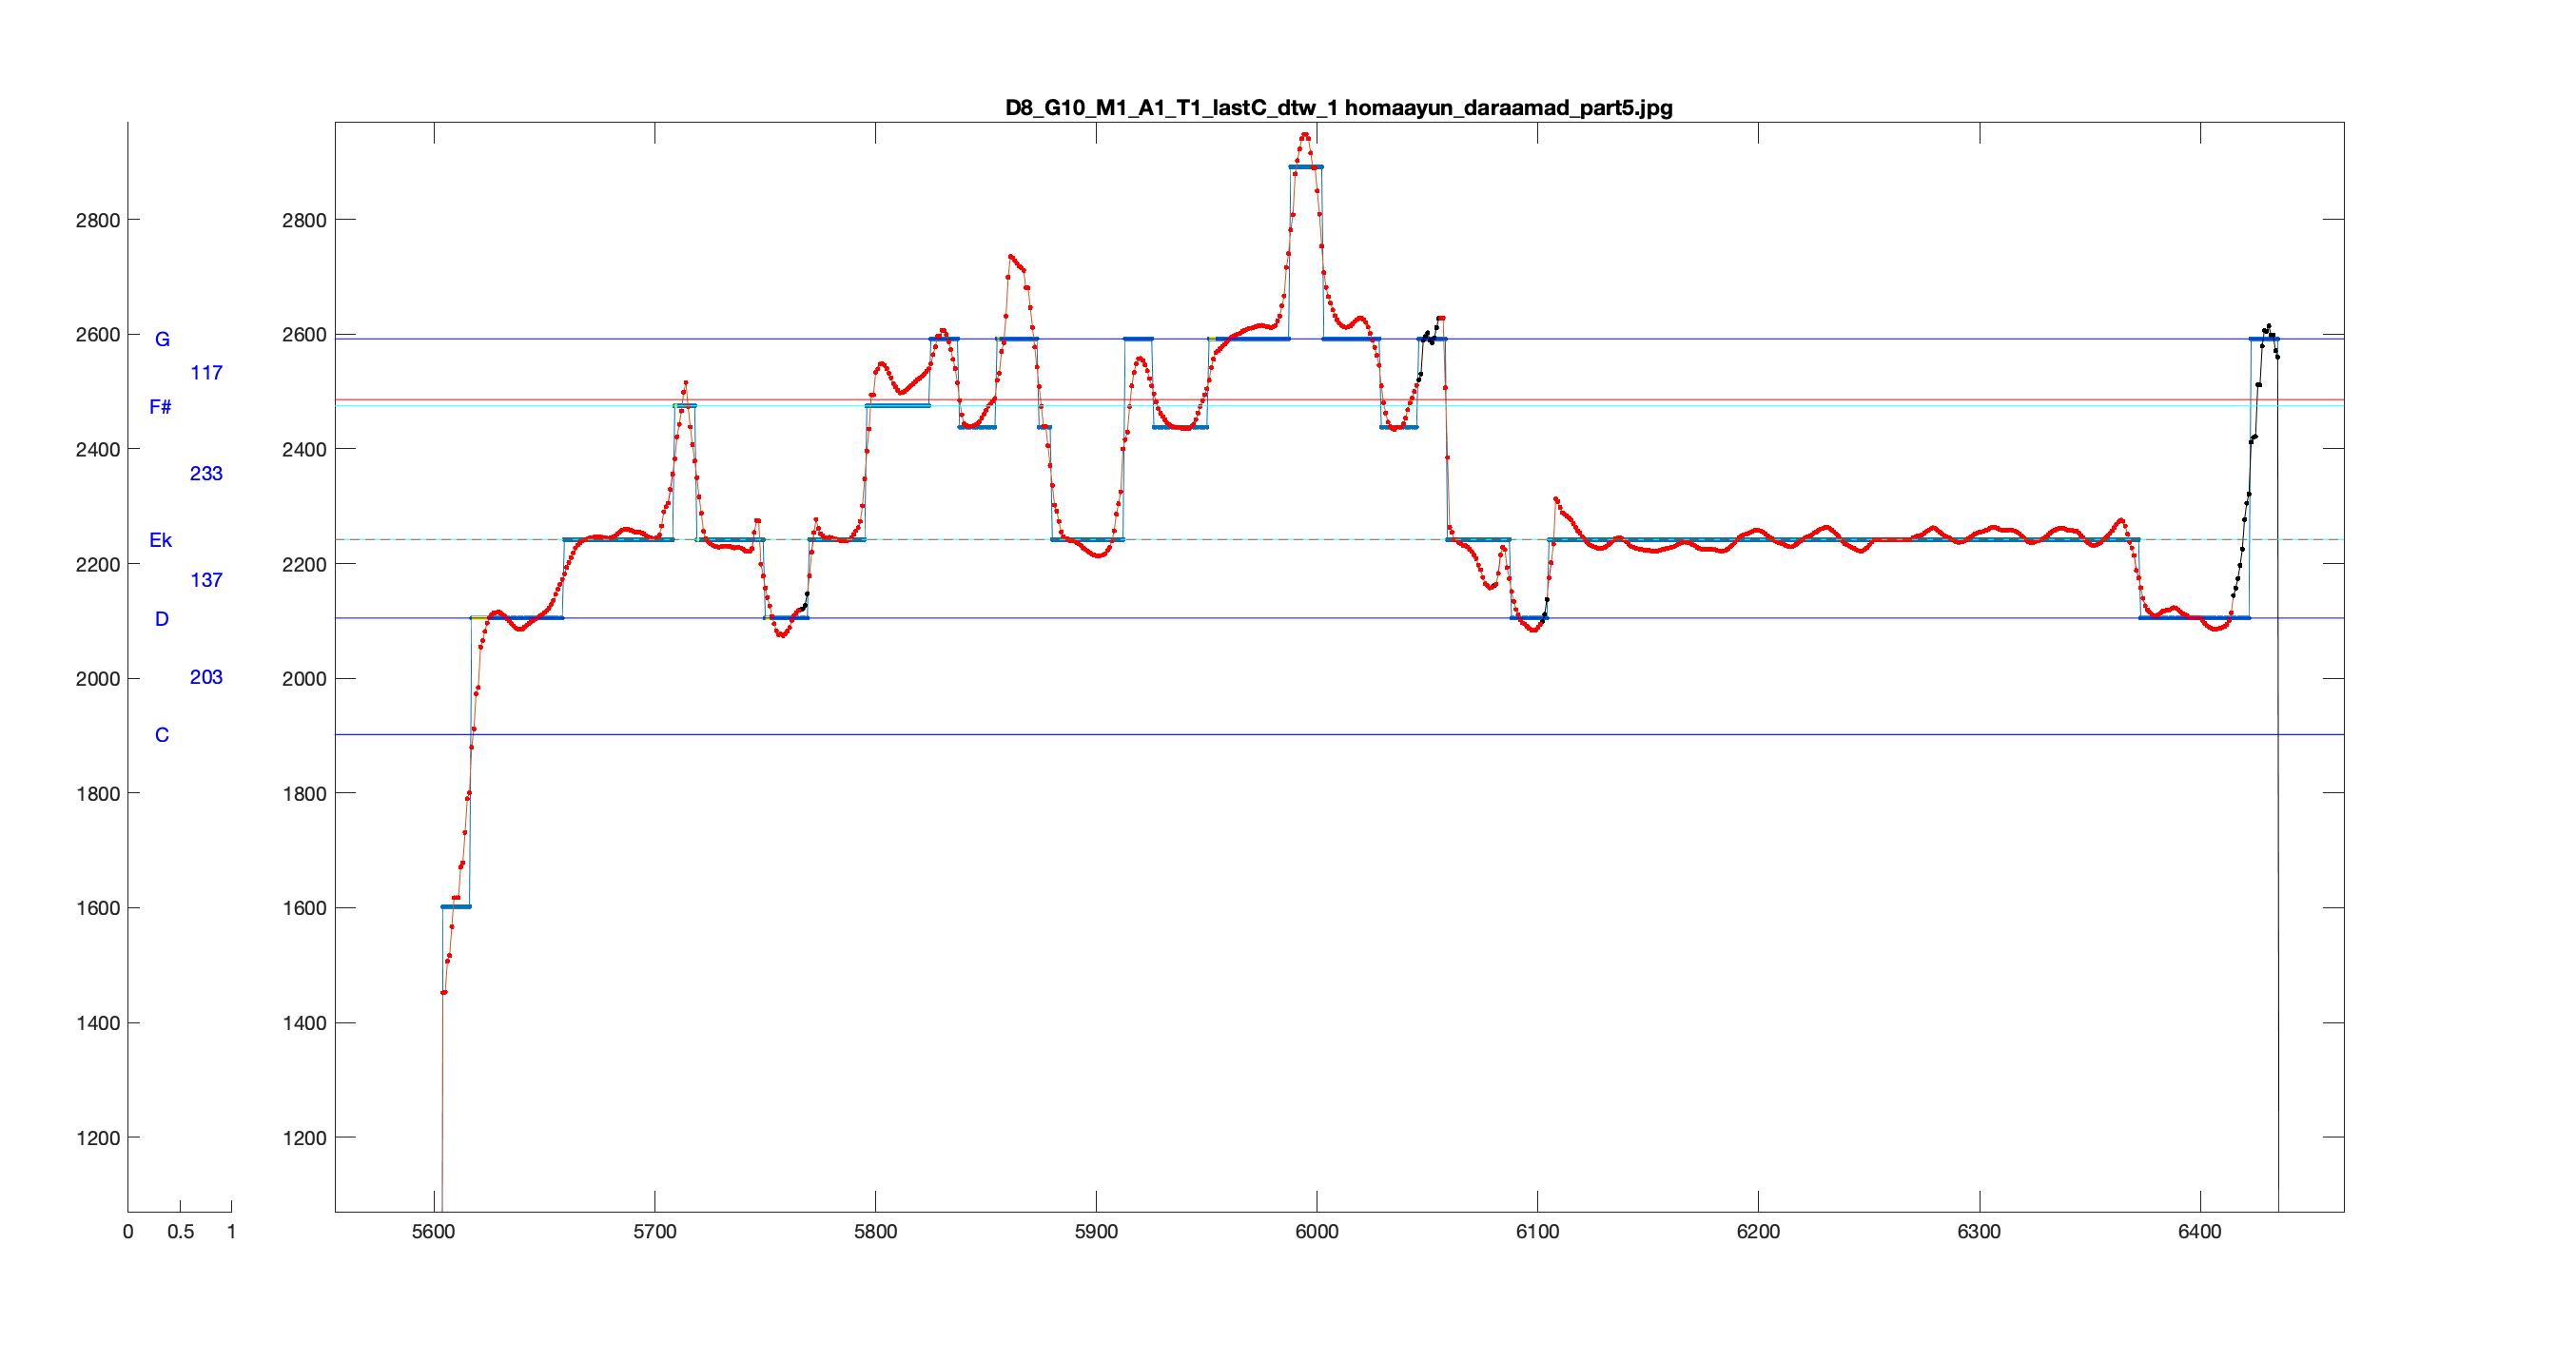 D8_G10_M1_A1_T1_lastC_dtw_1 homaayun_daraamad_part5.jpg
2800 2800
G 2600 2600
117
F#
2400 2400
233
Ek
2200 2200
137
D
2000 203 2000
C
1800 1800
1600 1600
1400 1400
1200 1200
0 0.5 1 5600 5700 5800 5900 6000 6100 6200 6300 6400